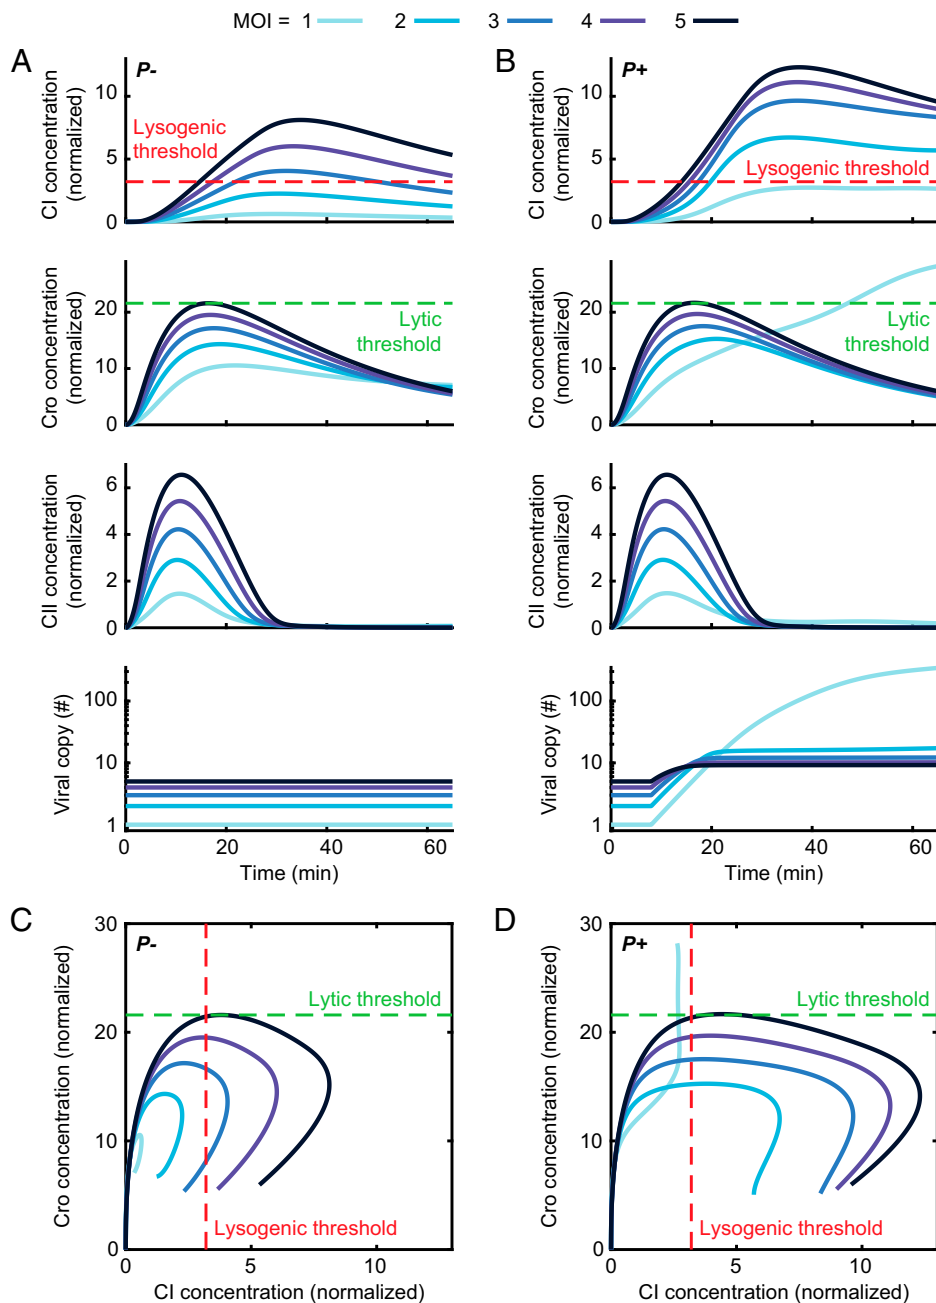 MOI = 1 2 3 4 5
A
P-
CI concentration
(normalized)
10
5
0
Lysogenic
threshold
B
P+
CI concentration
(normalized)
10
5
0
Lysogenic threshold
Cro concentration
(normalized)
20
10
0
Lytic
threshold
Cro concentration
(normalized)
20
10
0
Lytic
threshold
CII concentration
(normalized)
6
4
2
0
CII concentration
(normalized)
6
4
2
0
Viral copy (#)
100
10
1
0 20 40 60
Time (min)
Viral copy (#)
100
10
1
0 20 40 60
Time (min)
C
P-
Cro concentration (normalized)
30
20
10
0
Lytic threshold
Lysogenic threshold
0 5 10
CI concentration (normalized)
D
P+
Cro concentration (normalized)
30
20
10
0
Lytic threshold
Lysogenic threshold
0 5 10
CI concentration (normalized)